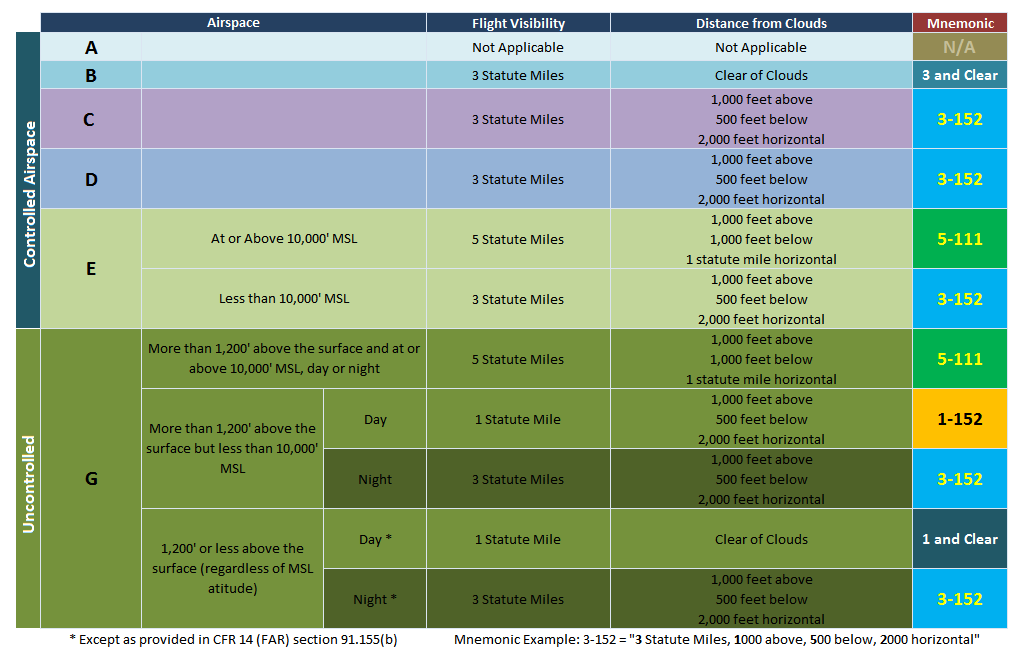 Airspace
Flight Visibility
Distance from Clouds
Mnemonic
Controlled Airspace
A
Not Applicable
Not Applicable
N/A
B
3 Statute Miles
Clear of Clouds
3 and Clear
C
3 Statute Miles
1,000 feet above
500 feet below
2,000 feet horizontal
3-152
D
3 Statute Miles
1,000 feet above
500 feet below
2,000 feet horizontal
3-152
E
At or Above 10,000' MSL
5 Statute Miles
1,000 feet above
1,000 feet below
1 statute mile horizontal
5-111
Less than 10,000' MSL
3 Statute Miles
1,000 feet above
500 feet below
2,000 feet horizontal
3-152
Uncontrolled
G
More than 1,200' above the surface and at or
above 10,000' MSL, day or night
5 Statute Miles
1,000 feet above
1,000 feet below
1 statute mile horizontal
5-111
More than 1,200' above the
surface but less than 10,000'
MSL
Day
1 Statute Mile
1,000 feet above
500 feet below
2,000 feet horizontal
1-152
Night
3 Statute Miles
1,000 feet above
500 feet below
2,000 feet horizontal
3-152
1,200' or less above the
surface (regardless of MSL
atitude)
Day *
1 Statute Mile
Clear of Clouds
1 and Clear
Night *
3 Statute Miles
1,000 feet above
500 feet below
2,000 feet horizontal
3-152
* Except as provided in CFR 14 (FAR) section 91.155(b)
Mnemonic Example: 3-152 = "3 Statute Miles, 1000 above, 500 below, 2000 horizontal"